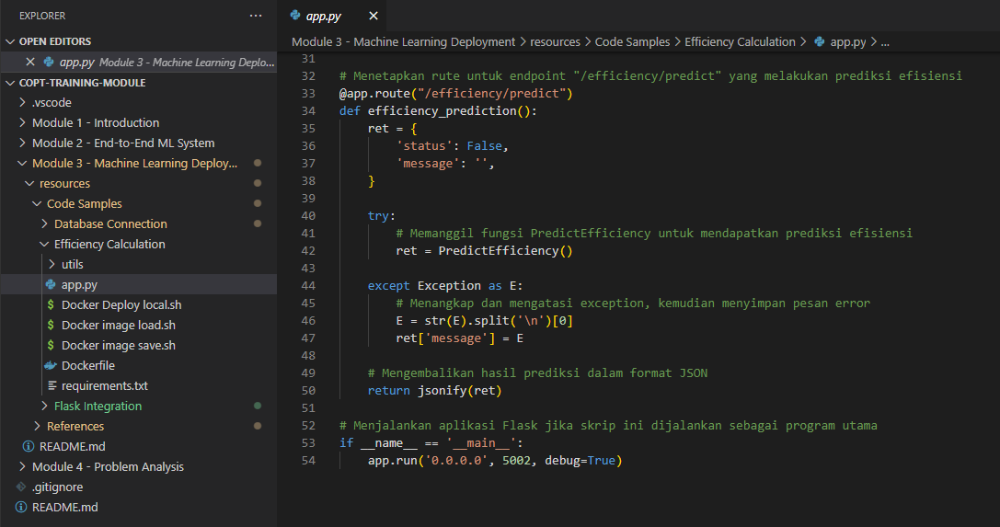 EXPLORER
···
OPEN EDITORS
app.py Module 3 - Machine Learning Deplo...
COPT-TRAINING-MODULE
.vscode
Module 1 - Introduction
Module 2 - End-to-End ML System
Module 3 - Machine Learning Deploy...
resources
Code Samples
Database Connection
Efficiency Calculation
utils
app.py
Docker Deploy local.sh
Docker image load.sh
Docker image save.sh
Dockerfile
requirements.txt
Flask Integration
References
README.md
Module 4 - Problem Analysis
.gitignore
README.md
app.py
Module 3 - Machine Learning Deployment > resources > Code Samples > Efficiency Calculation > app.py > ...
31
32 # Menetapkan rute untuk endpoint "/efficiency/predict" yang melakukan prediksi efisiensi
33 @app.route("/efficiency/predict")
34 def efficiency_prediction():
35     ret = {
36         'status': False,
37         'message': '',
38     }
39
40     try:
41         # Memanggil fungsi PredictEfficiency untuk mendapatkan prediksi efisiensi
42         ret = PredictEfficiency()
43
44     except Exception as E:
45         # Menangkap dan mengatasi exception, kemudian menyimpan pesan error
46         E = str(E).split('\n')[0]
47         ret['message'] = E
48
49     # Mengembalikan hasil prediksi dalam format JSON
50     return jsonify(ret)
51
52 # Menjalankan aplikasi Flask jika skrip ini dijalankan sebagai program utama
53 if __name__ == '__main__':
54     app.run('0.0.0.0', 5002, debug=True)